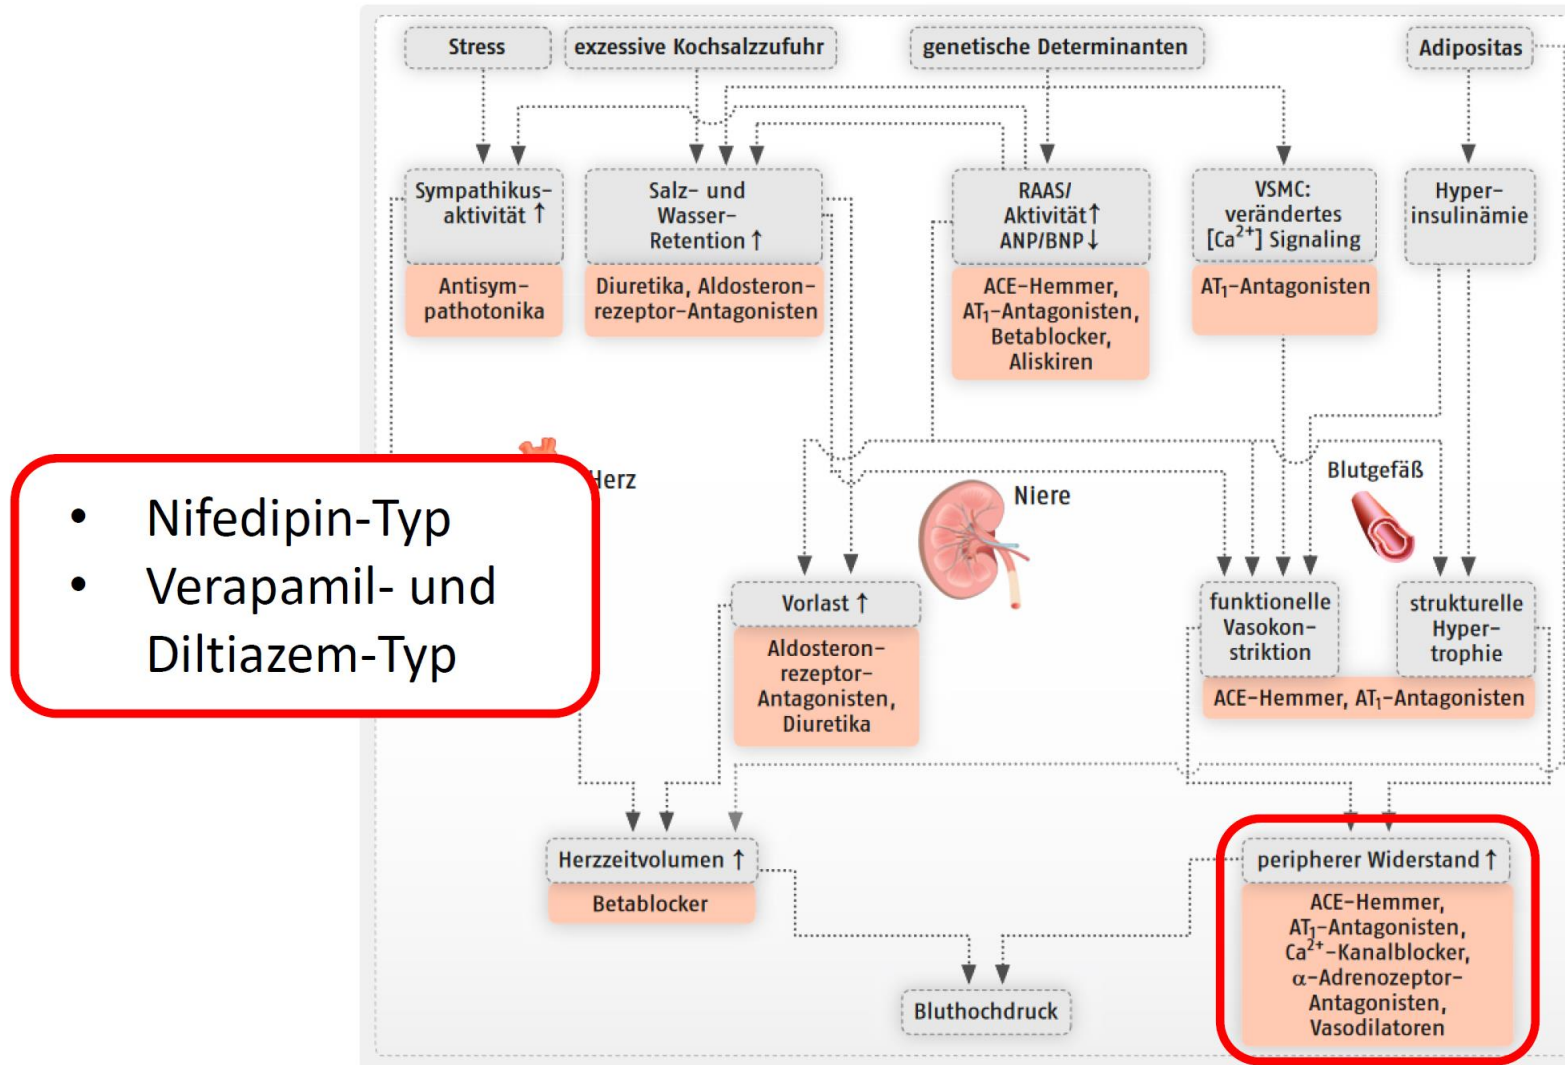 Stress
exzessive Kochsalzzufuhr
genetische Determinanten
Adipositas
Sympathikus-
aktivität ↑
Antisym-
pathotonika
Salz- und
Wasser-
Retention ↑
Diuretika, Aldosteron-
rezeptor-Antagonisten
RAAS/
Aktivität↑
ANP/BNP↓
ACE-Hemmer,
AT₁-Antagonisten,
Betablocker,
Aliskiren
VSMC:
verändertes
[Ca²⁺] Signaling
AT₁-Antagonisten
Hyper-
insulinämie
• Nifedipin-Typ
• Verapamil- und
Diltiazem-Typ
Herz
Niere
Blutgefäß
Vorlast ↑
Aldosteron-
rezeptor-
Antagonisten,
Diuretika
funktionelle
Vasokon-
striktion
strukturelle
Hyper-
trophie
ACE-Hemmer, AT₁-Antagonisten
Herzzeitvolumen ↑
Betablocker
peripherer Widerstand ↑
ACE-Hemmer,
AT₁-Antagonisten,
Ca²⁺-Kanalblocker,
α-Adrenozeptor-
Antagonisten,
Vasodilatoren
Bluthochdruck